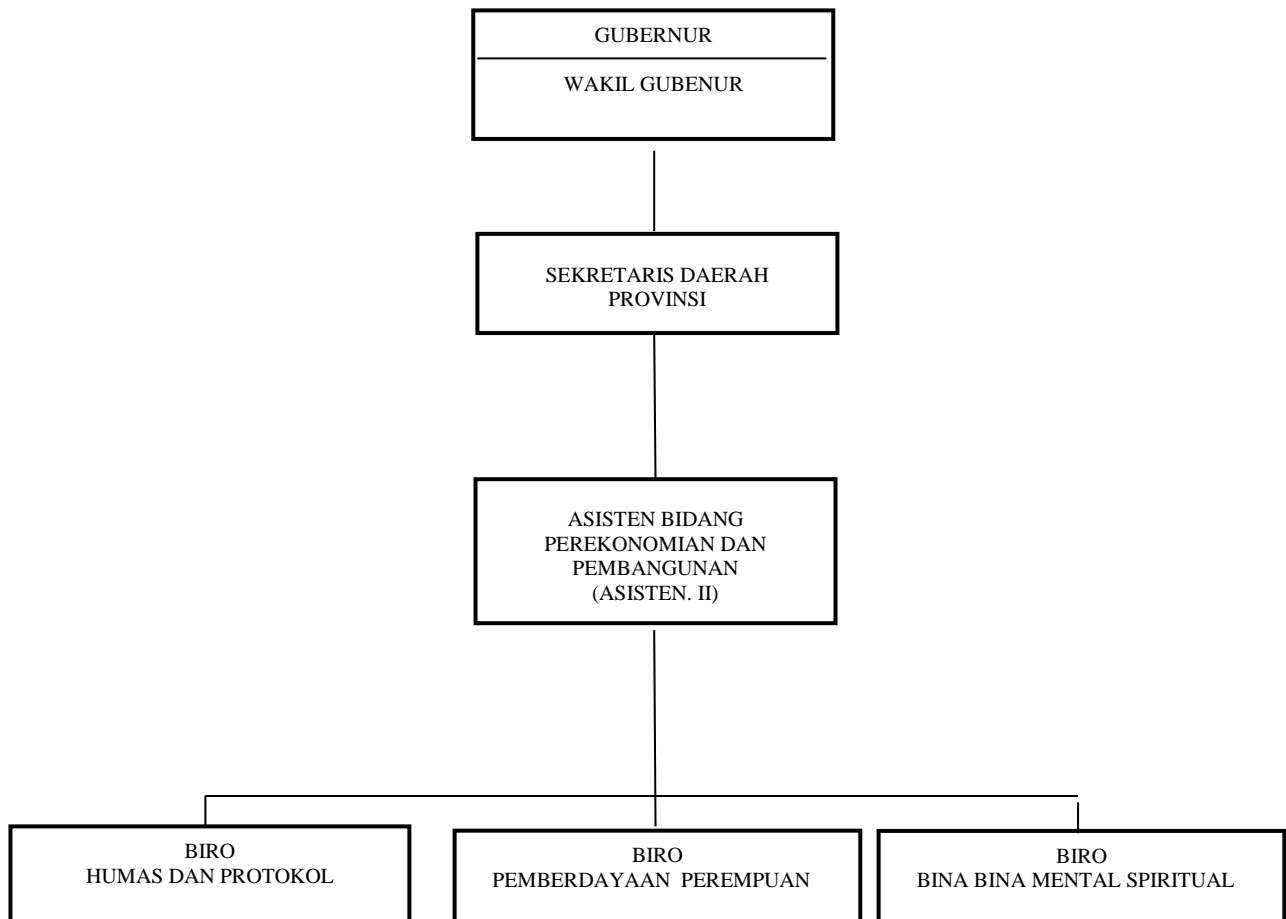 GUBERNUR
WAKIL GUBENUR
SEKRETARIS DAERAH
PROVINSI
ASISTEN BIDANG
PEREKONOMIAN DAN
PEMBANGUNAN
(ASISTEN. II)
BIRO
HUMAS DAN PROTOKOL
BIRO
PEMBERDAYAAN PEREMPUAN
BIRO
BINA BINA MENTAL SPIRITUAL